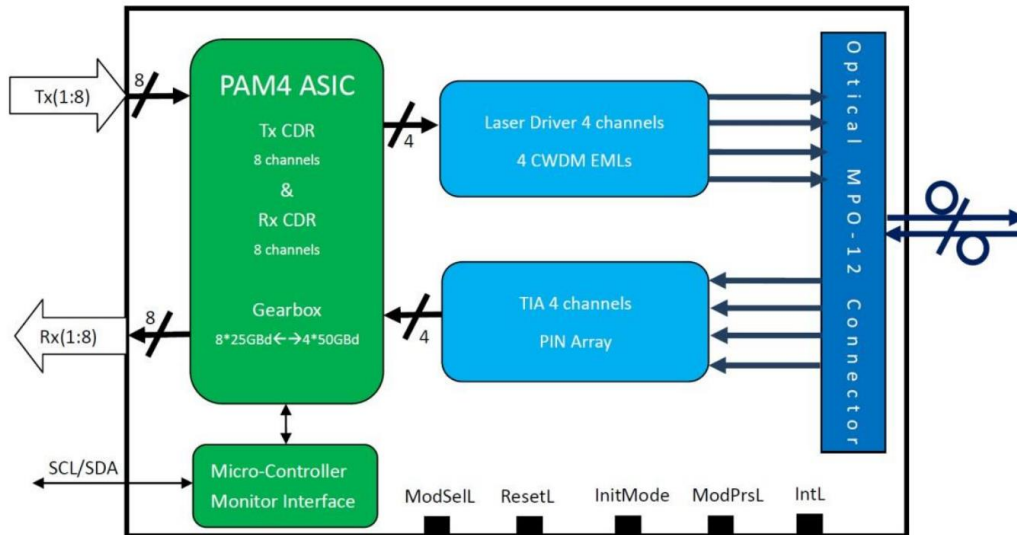 Tx(1:8)
8
PAM4 ASIC
Tx CDR
8 channels
&
Rx CDR
8 channels
Gearbox
8*25GBd←→4*50GBd
4
Laser Driver 4 channels
4 CWDM EMLs
4
TIA 4 channels
PIN Array
Optical MPO-12 Connector
Rx(1:8)
8
SCL/SDA
Micro-Controller
Monitor Interface
ModSelL
ResetL
InitMode
ModPrsL
IntL